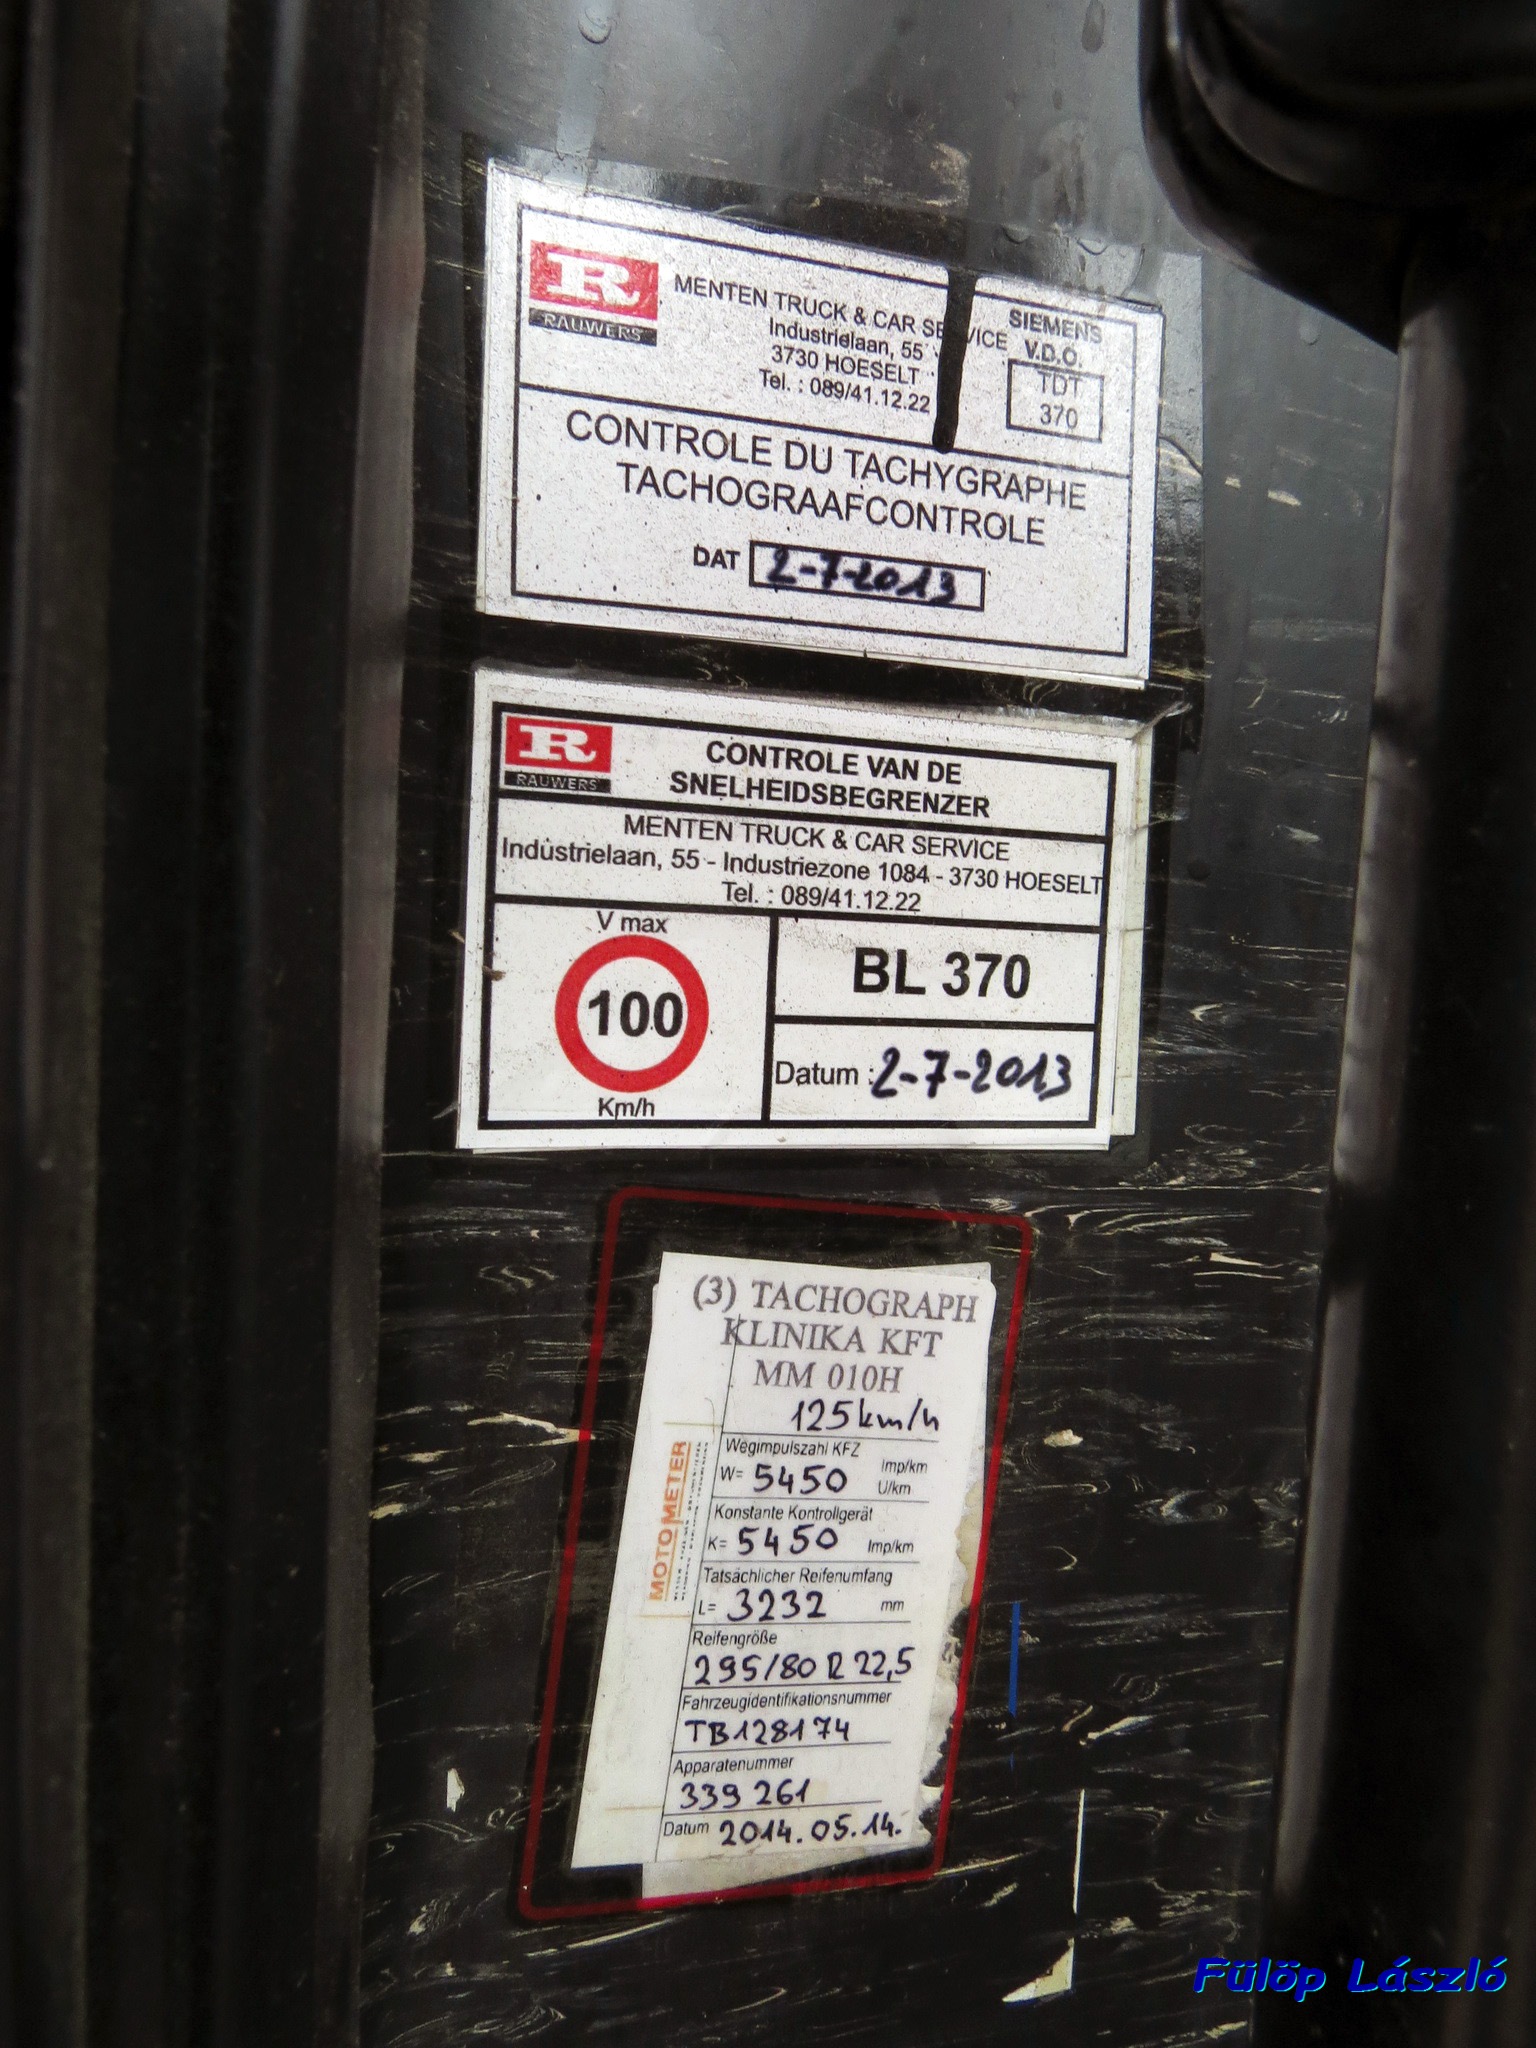 R
RAUWERS
MENTEN TRUCK & CAR SE VICE
Industrielaan, 55
3730 HOESELT
Tel. : 089/41.12.22
SIEMENS
V.D.O.
TDT
370
CONTROLE DU TACHYGRAPHE
TACHOGRAAFCONTROLE
DAT 2-7-2013
R
RAUWERS
CONTROLE VAN DE
SNELHEIDSBEGRENZER
MENTEN TRUCK & CAR SERVICE
Industrielaan, 55 - Industriezone 1084 - 3730 HOESELT
Tel. : 089/41.12.22
V max
100
Km/h
BL 370
Datum : 2-7-2013
(3) TACHOGRAPH
KLINIKA KFT
MM 010H
125km/h
MOTOMETER
Wegimpulszahl KFZ
W= 5450 Imp/km
U/km
Konstante Kontrollgerät
K= 5450 Imp/km
Tatsächlicher Reifenumfang
L= 3232 mm
Reifengröße
295/80 R 22,5
Fahrzeugidentifikationsnummer
TB128174
Apparatenummer
339 261
Datum 2014.05.14.
Fülöp László